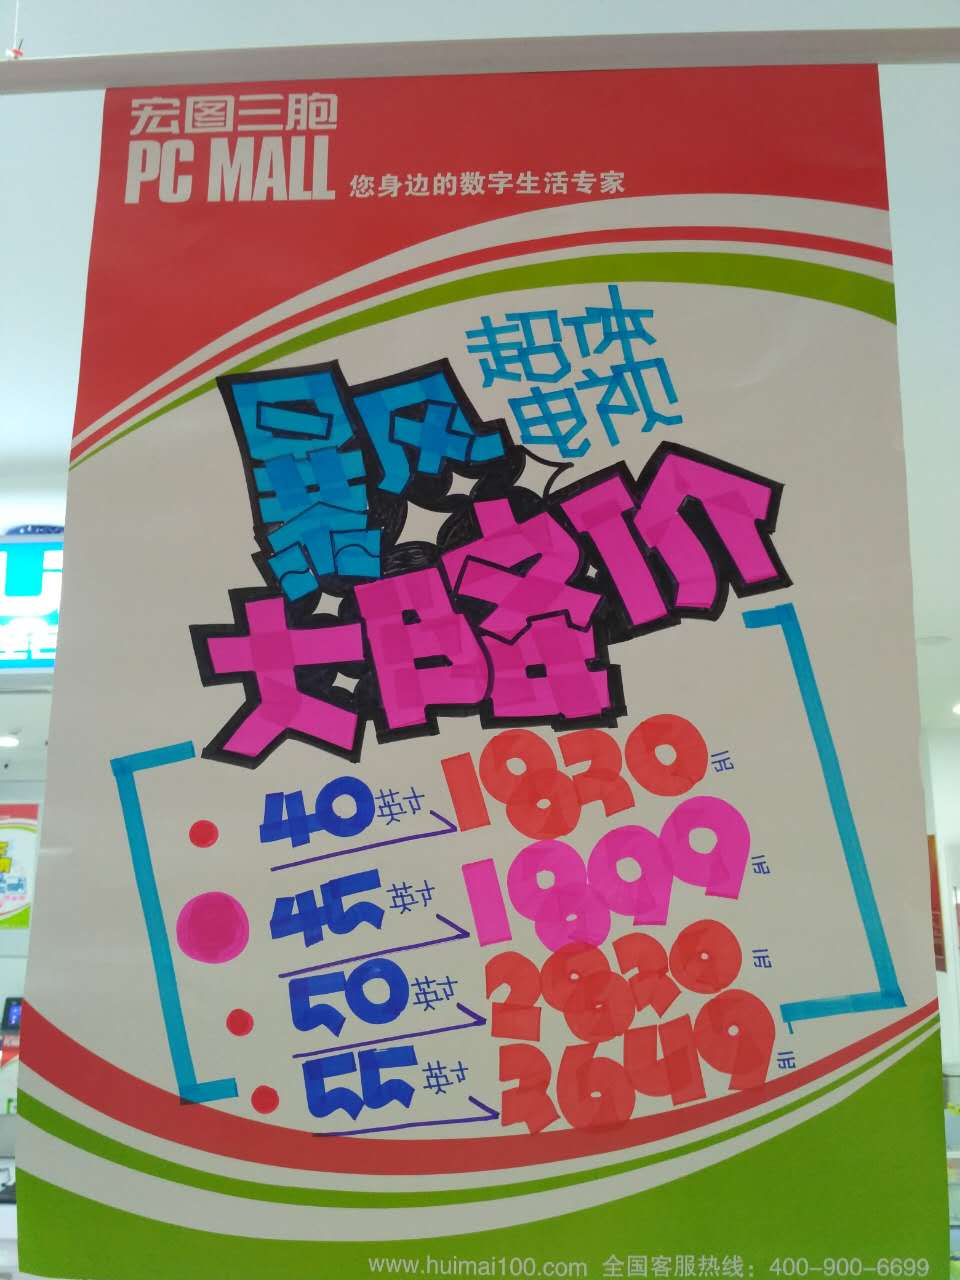 宏图三胞
PC MALL 您身边的数字生活专家
超体
电视
暴风
大降价
40英寸 1830元
45英寸 1899元
50英寸 2830元
55英寸 3649元
www.huimai100.com 全国客服热线：400-900-6699